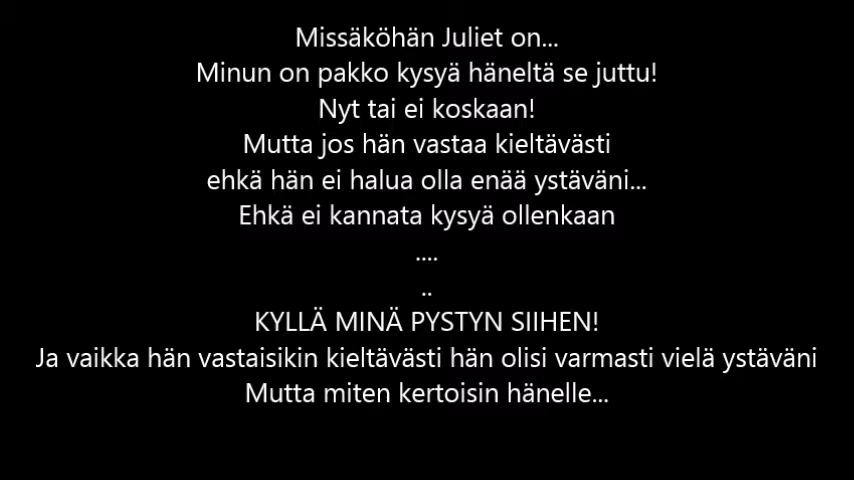 Missäköhän Juliet on...
Minun on pakko kysyä häneltä se juttu!
Nyt tai ei koskaan!
Mutta jos hän vastaa kieltävästi
ehkä hän ei halua olla enää ystäväni...
Ehkä ei kannata kysyä ollenkaan
....
..
KYLLÄ MINÄ PYSTYN SIIHEN!
Ja vaikka hän vastaisikin kieltävästi hän olisi varmasti vielä ystäväni
Mutta miten kertoisin hänelle...